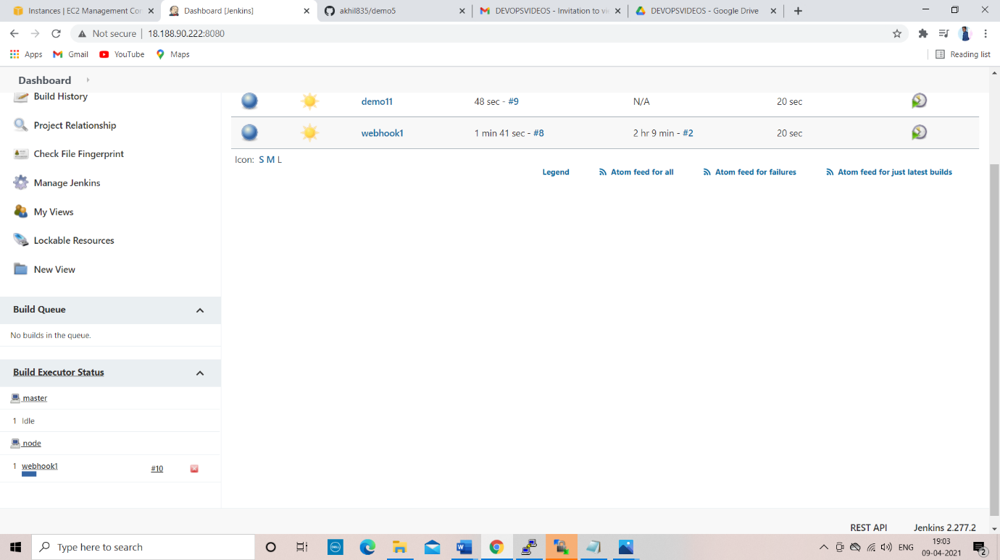 Instances | EC2 Management Con
Dashboard [Jenkins]
akhil835/demo5
DEVOPSVIDEOS - Invitation to vi
DEVOPSVIDEOS - Google Drive
Not secure
18.188.90.222:8080
Apps
Gmail
YouTube
Maps
Reading list
Dashboard
Build History
Project Relationship
Check File Fingerprint
Manage Jenkins
My Views
Lockable Resources
New View
Build Queue
No builds in the queue.
Build Executor Status
master
1 Idle
node
1 webhook1 #10
demo11 48 sec - #9 N/A 20 sec
webhook1 1 min 41 sec - #8 2 hr 9 min - #2 20 sec
Icon: S M L
Legend
Atom feed for all
Atom feed for failures
Atom feed for just latest builds
REST API
Jenkins 2.277.2
Type here to search
DELL
W
ENG
19:03
09-04-2021
2